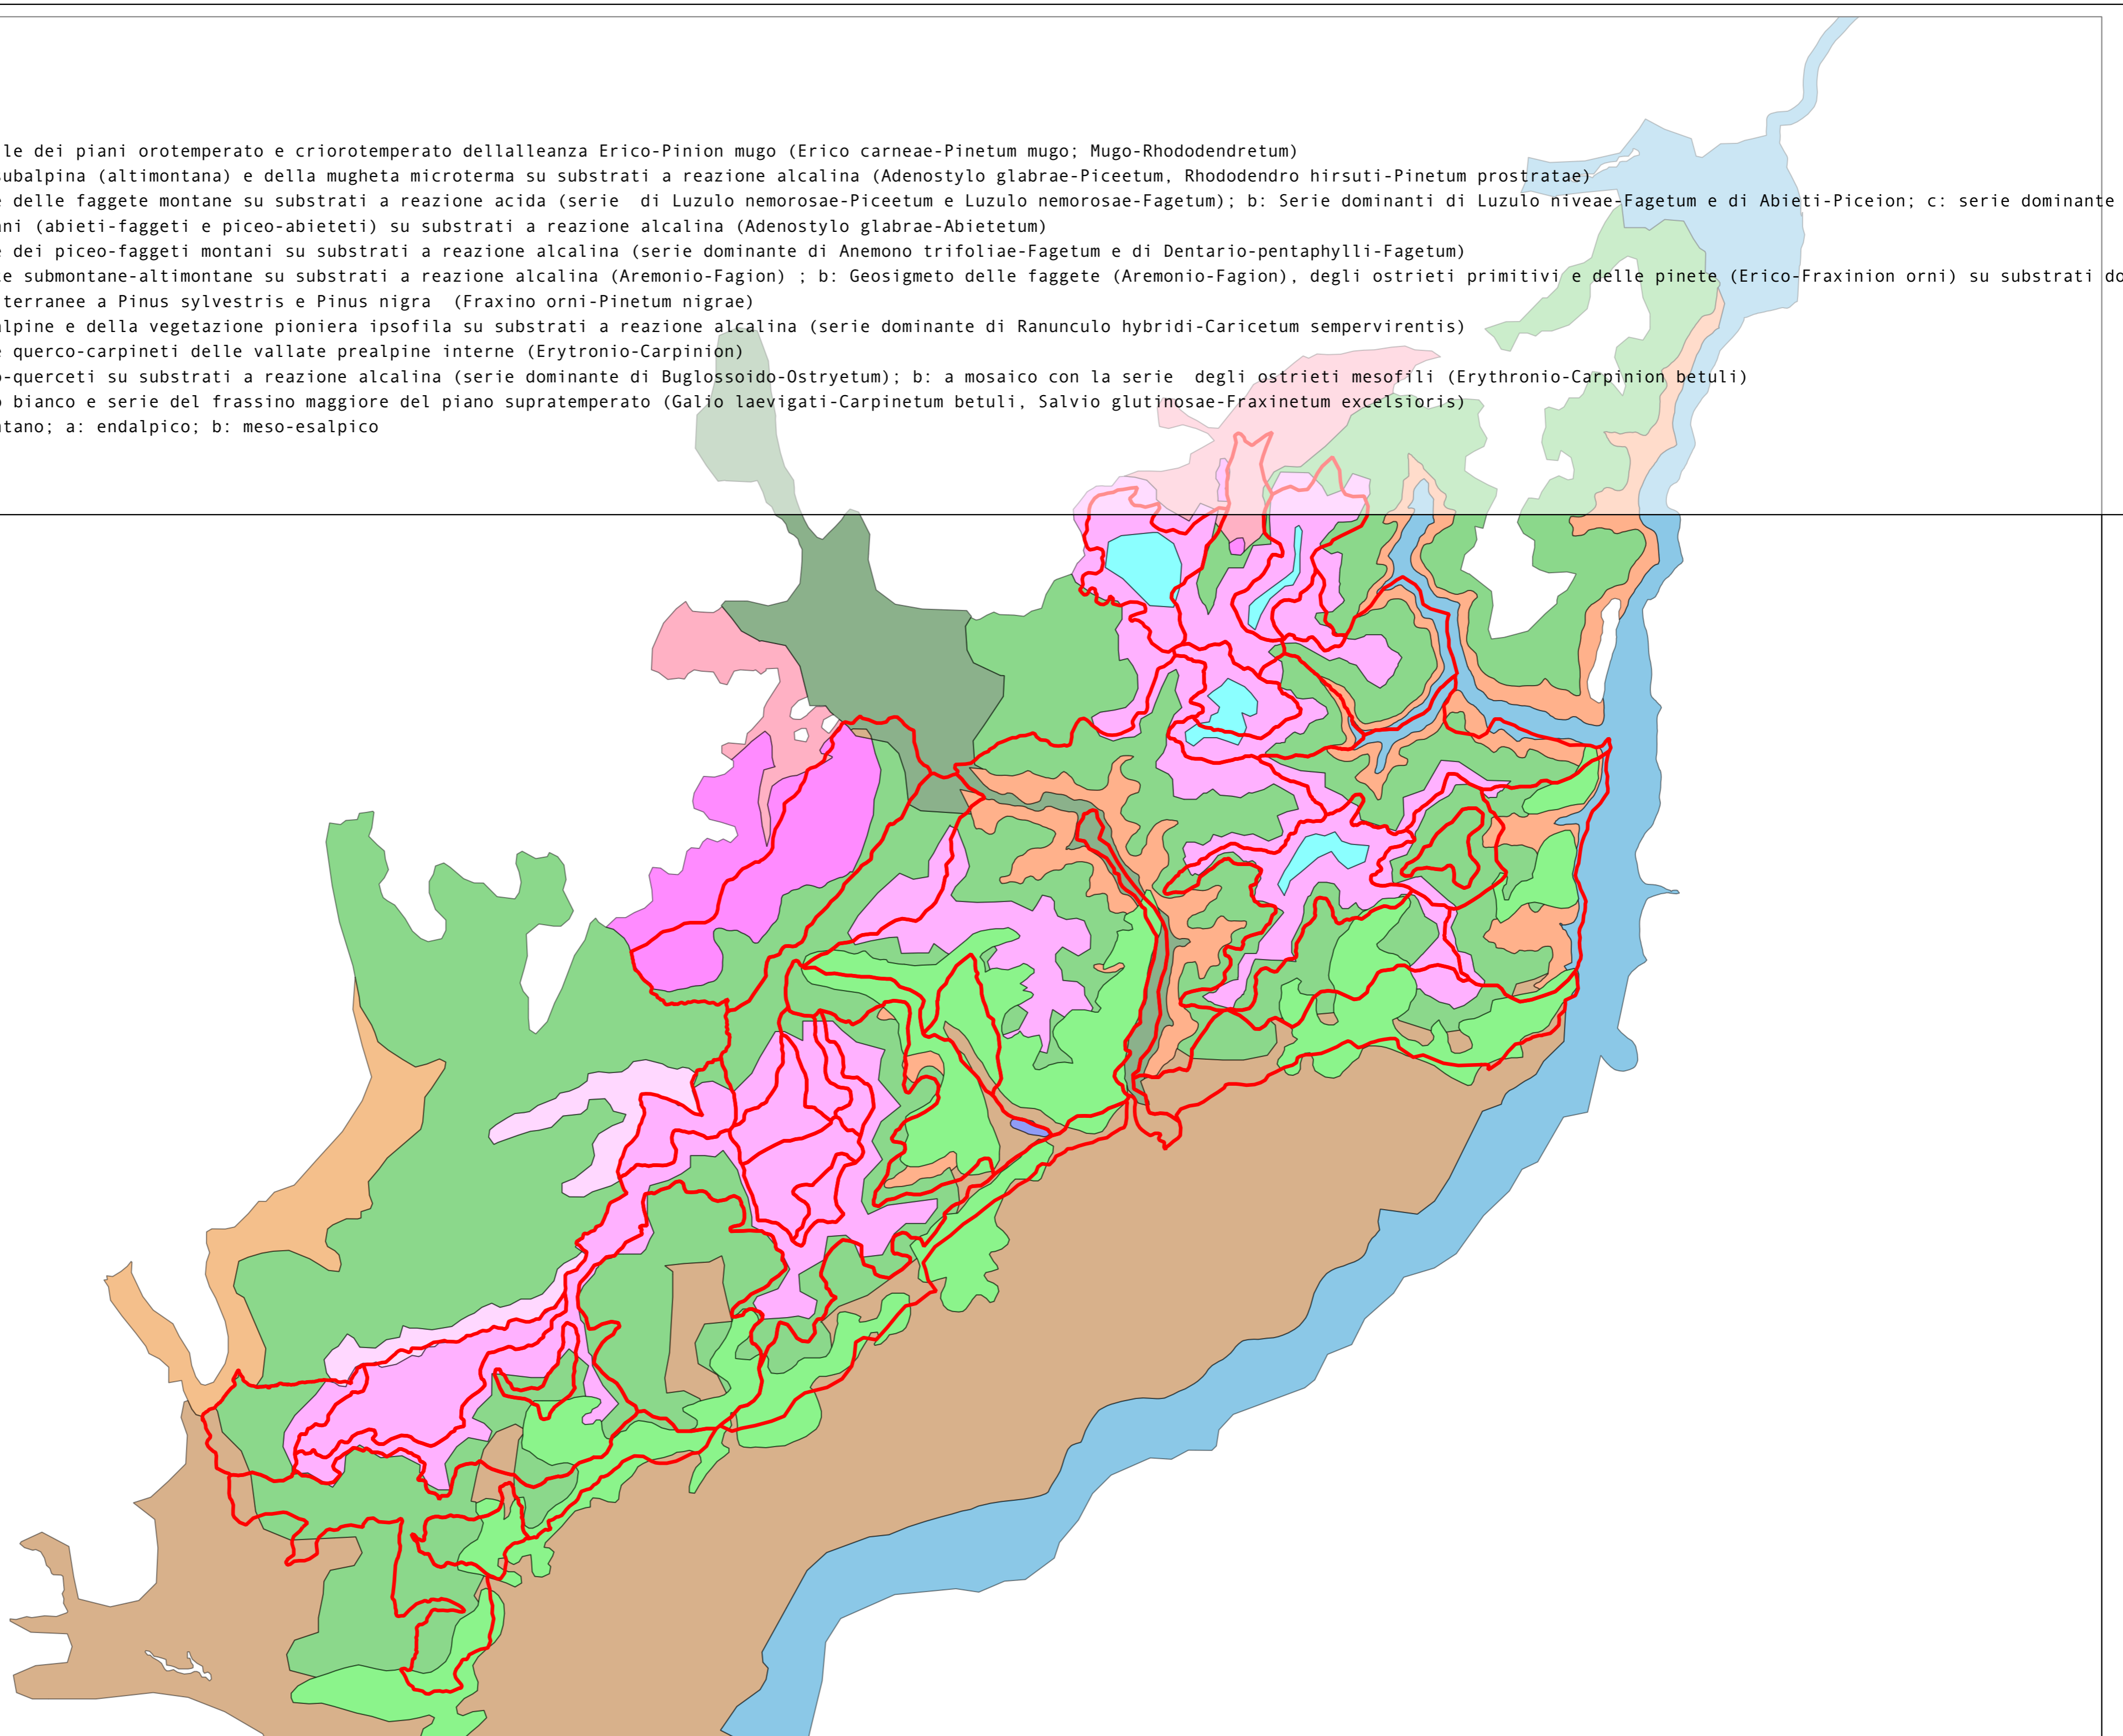 le dei piani orotemperato e criorotemperato dellalleanza Erico-Pinion mugo (Erico carneae-Pinetum mugo; Mugo-Rhododendretum)
subalpina (altimontana) e della mugheta microterma su substrati a reazione alcalina (Adenostylo glabrae-Piceetum, Rhododendro hirsuti-Pinetum prostratae)
e delle faggete montane su substrati a reazione acida (serie  di Luzulo nemorosae-Piceetum e Luzulo nemorosae-Fagetum); b: Serie dominanti di Luzulo niveae-Fagetum e di Abieti-Piceion; c: serie dominante
ani (abieti-faggeti e piceo-abieteti) su substrati a reazione alcalina (Adenostylo glabrae-Abietetum)
e dei piceo-faggeti montani su substrati a reazione alcalina (serie dominante di Anemono trifoliae-Fagetum e di Dentario-pentaphylli-Fagetum)
te submontane-altimontane su substrati a reazione alcalina (Aremonio-Fagion) ; b: Geosigmeto delle faggete (Aremonio-Fagion), degli ostrieti primitivi e delle pinete (Erico-Fraxinion orni) su substrati do
iterranee a Pinus sylvestris e Pinus nigra  (Fraxino orni-Pinetum nigrae)
alpine e della vegetazione pioniera ipsofila su substrati a reazione alcalina (serie dominante di Ranunculo hybridi-Caricetum sempervirentis)
e querco-carpineti delle vallate prealpine interne (Erytronio-Carpinion)
o-querceti su substrati a reazione alcalina (serie dominante di Buglossoido-Ostryetum); b: a mosaico con la serie  degli ostrieti mesofili (Erythronio-Carpinion betuli)
o bianco e serie del frassino maggiore del piano supratemperato (Galio laevigati-Carpinetum betuli, Salvio glutinosae-Fraxinetum excelsioris)
ntano; a: endalpico; b: meso-esalpico